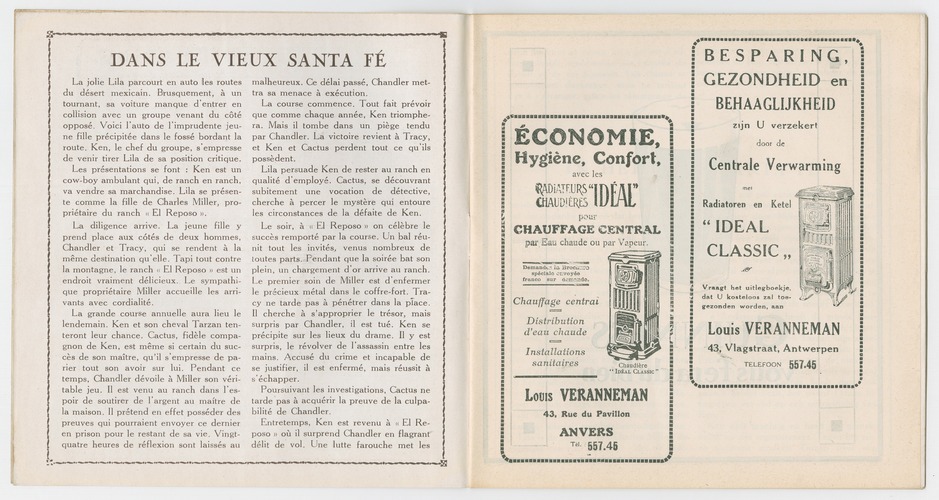 DANS LE VIEUX SANTA FÉ
La jolie Lila parcourt en auto les routes
du désert mexicain. Brusquement, à un
tournant, sa voiture manque d'entrer en
collision avec un groupe venant du côté
opposé. Voici l'auto de l'imprudente jeu-
ne fille précipitée dans le fossé bordant la
route. Ken, le chef du groupe, s'empresse
de venir tirer Lila de sa position critique.
Les présentations se font : Ken est un
cow-boy ambulant qui, de ranch en ranch,
va vendre sa marchandise. Lila se présen-
te comme la fille de Charles Miller, pro-
priétaire du ranch « El Reposo ».
La diligence arrive. La jeune fille y
prend place aux côtés de deux hommes,
Chandler et Tracy, qui se rendent à la
même destination qu'elle. Tapi tout contre
la montagne, le ranch « El Reposo » est un
endroit vraiment délicieux. Le sympathi-
que propriétaire Miller accueille les arri-
vants avec cordialité.
La grande course annuelle aura lieu le
lendemain. Ken et son cheval Tarzan ten-
teront leur chance. Cactus, fidèle compa-
gnon de Ken, est même si certain du suc-
cès de son maître, qu'il s'empresse de pa-
rier tout son avoir sur lui. Pendant ce
temps, Chandler dévoile à Miller son véri-
table jeu. Il est venu au ranch dans l'es-
poir de soutirer de l'argent au maître de
la maison. Il prétend en effet posséder des
preuves qui pourraient envoyer ce dernier
en prison pour le restant de sa vie. Vingt-
quatre heures de réflexion sont laissés au
malheureux. Ce délai passé, Chandler met-
tra sa menace à exécution.
La course commence. Tout fait prévoir
que comme chaque année, Ken triomphe-
ra. Mais il tombe dans un piège tendu
par Chandler. La victoire revient à Tracy,
et Ken et Cactus perdent tout ce qu'ils
possèdent.
Lila persuade Ken de rester au ranch en
qualité d'employé. Cactus, se découvrant
subitement une vocation de détective,
cherche à percer le mystère qui entoure
les circonstances de la défaite de Ken.
Le soir, à « El Reposo » on célèbre le
succès remporté par la course. Un bal réu-
nit tout les invités, venus nombreux de
toutes parts. Pendant que la soirée bat son
plein, un chargement d'or arrive au ranch.
Le premier soin de Miller est d'enfermer
le précieux métal dans le coffre-fort. Tra-
cy ne tarde pas à pénétrer dans la place.
Il cherche à s'approprier le trésor, mais
surpris par Chandler, il est tué. Ken se
précipite sur les lieux du drame. Il y est
surpris, le révolver de l'assassin entre les
mains. Accusé du crime et incapable de
se justifier, il est enfermé, mais réussit à
s'échapper.
Poursuivant les investigations, Cactus ne
tarde pas à acquérir la preuve de la culpa-
bilité de Chandler.
Entretemps, Ken est revenu à « El Re-
poso » où il surprend Chandler en flagrant
délit de vol. Une lutte farouche met les
ÉCONOMIE,
Hygiène, Confort,
avec les
RADIATEURS
CHAUDIÈRES "IDÉAL"
pour
CHAUFFAGE CENTRAL
par Eau chaude ou par Vapeur.
Demandez la Brochure
spéciale envoyée
franco sur demande.
Chauffage central
Distribution
d'eau chaude
Installations
sanitaires
Chaudière
"IDEAL CLASSIC"
Louis VERANNEMAN
43, Rue du Pavillon
ANVERS
Tél. 557.45
BESPARING,
GEZONDHEID en
BEHAAGLIJKHEID
zijn U verzekert
door de
Centrale Verwarming
met
Radiatoren en Ketel
“ IDEAL
CLASSIC „
Vraagt het uitlegboekje,
dat U kosteloos zal toe-
gezonden worden, aan
Louis VERANNEMAN
43, Vlagstraat, Antwerpen
TELEFOON 557.45